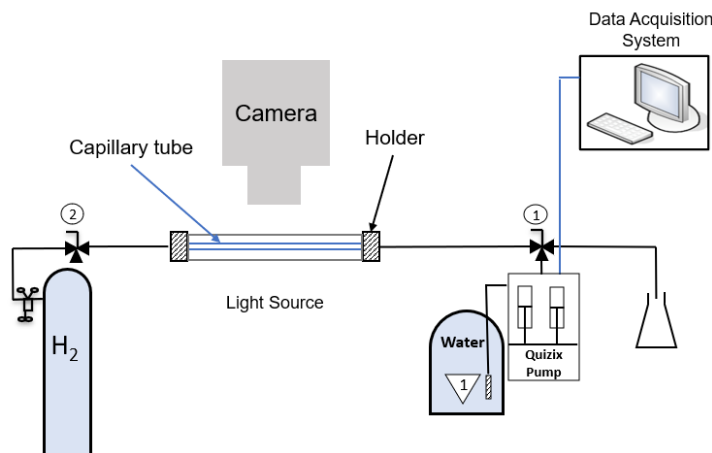 Data Acquisition
System
Camera
Capillary tube
Holder
2
1
Light Source
H₂
Water
1
Quizix
Pump